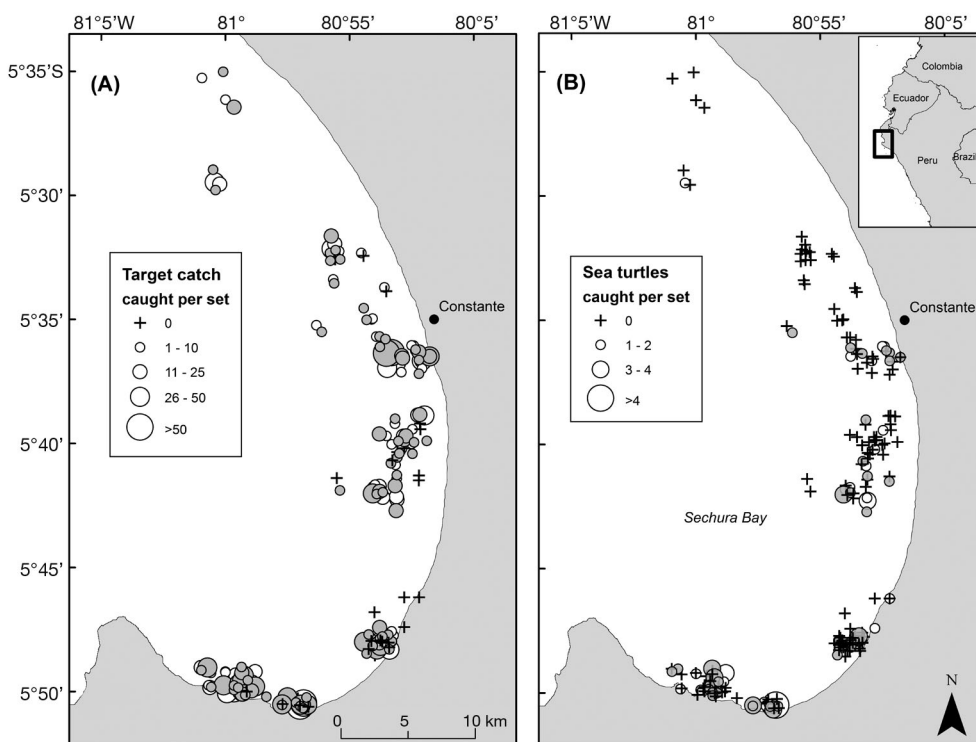 81°5'W 81° 80°55' 80°5'
81°5'W 81° 80°55' 80°5'
5°35'S
5°30'
5°35'
5°40'
5°45'
5°50'
(A)
Target catch
caught per set
0
1 - 10
11 - 25
26 - 50
>50
Constante
0 5 10 km
(B)
Sea turtles
caught per set
0
1 - 2
3 - 4
>4
Constante
Sechura Bay
Colombia
Ecuador
Peru
Brazil
N